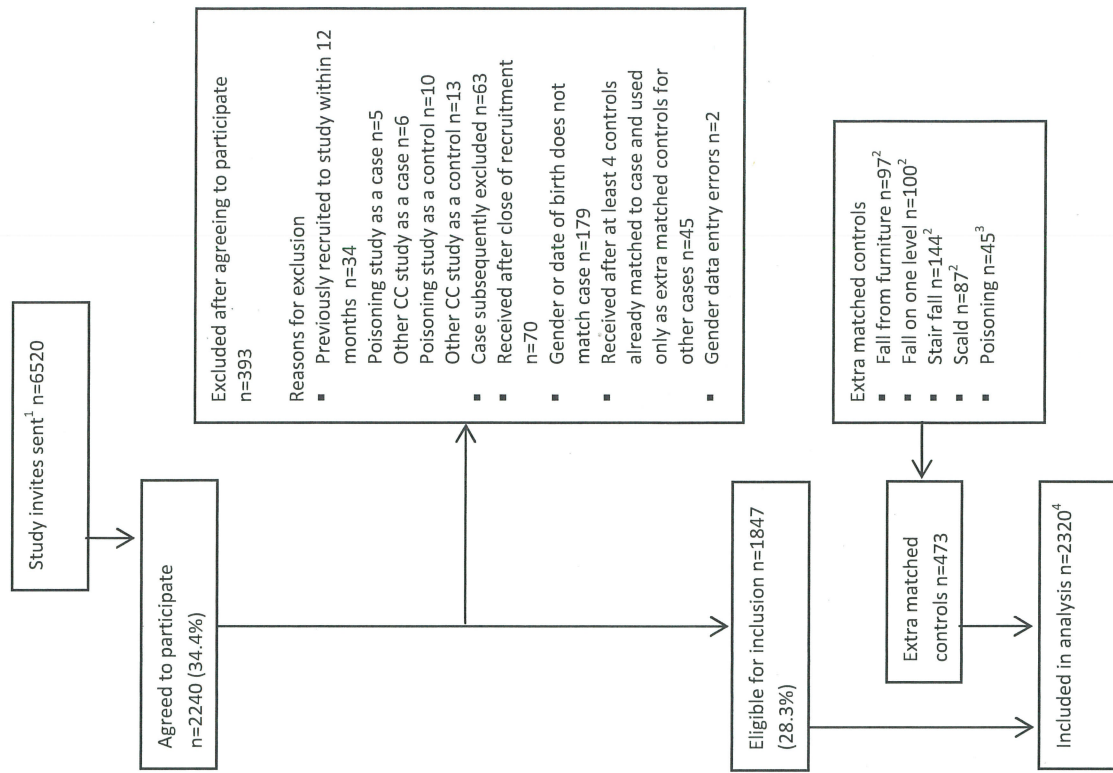 Study invites sent¹ n=6520
Agreed to participate
n=2240 (34.4%)
Excluded after agreeing to participate
n=393
Reasons for exclusion
▪ Previously recruited to study within 12
months n=34
Poisoning study as a case n=5
Other CC study as a case n=6
Poisoning study as a control n=10
Other CC study as a control n=13
▪ Case subsequently excluded n=63
▪ Received after close of recruitment
n=70
▪ Gender or date of birth does not
match case n=179
▪ Received after at least 4 controls
already matched to case and used
only as extra matched controls for
other cases n=45
▪ Gender data entry errors n=2
Eligible for inclusion n=1847
(28.3%)
Extra matched controls
▪ Fall from furniture n=97²
▪ Fall on one level n=100²
▪ Stair fall n=144²
▪ Scald n=87²
▪ Poisoning n=45³
Extra matched
controls n=473
Included in analysis n=2320⁴